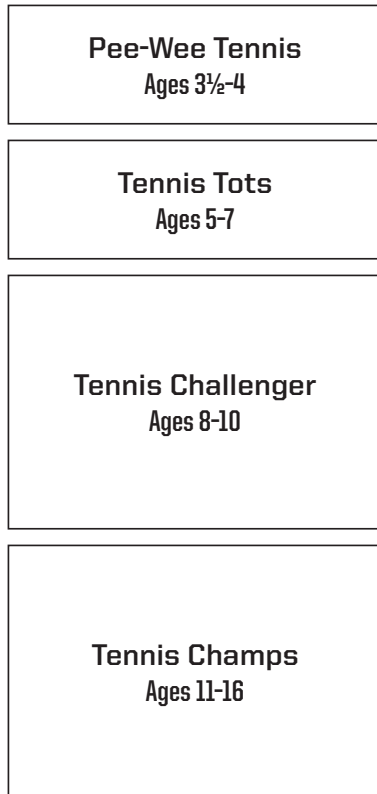 Pee-Wee Tennis
Ages 3½-4
Tennis Tots
Ages 5-7
Tennis Challenger
Ages 8-10
Tennis Champs
Ages 11-16